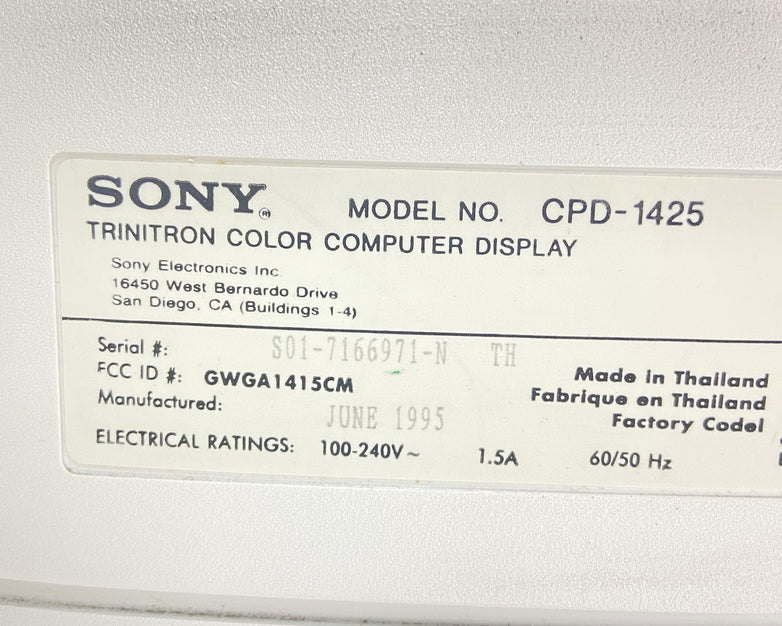 SONY® MODEL NO. CPD-1425
TRINITRON COLOR COMPUTER DISPLAY
Sony Electronics Inc.
16450 West Bernardo Drive
San Diego, CA (Buildings 1-4)
Serial #: S01-7166971-N TH
FCC ID #: GWGA1415CM
Made in Thailand
Manufactured: JUNE 1995
Fabrique en Thailand
Factory Codel
ELECTRICAL RATINGS: 100-240V~ 1.5A 60/50 Hz